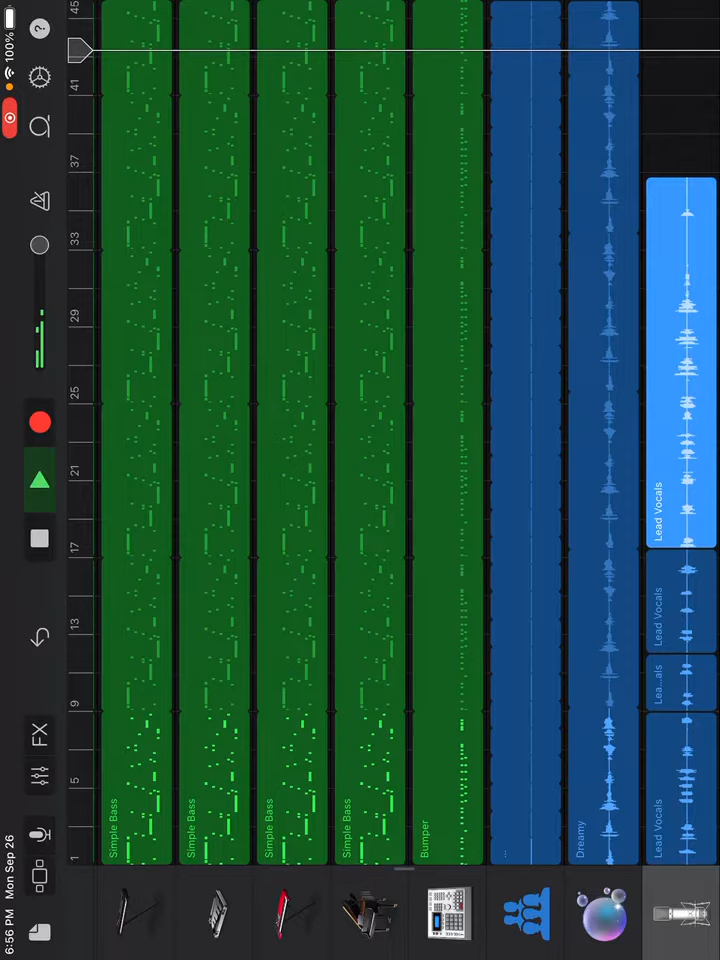 6:56 PM Mon Sep 26
100%
FX
?
1 5 9 13 17 21 25 29 33 37 41 45
Simple Bass
Simple Bass
Simple Bass
Simple Bass
Bumper
...
Dreamy
Lead Vocals
Lea...als
Lead Vocals
Lead Vocals